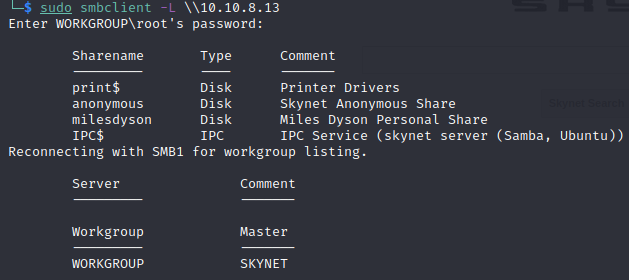 └─$ sudo smbclient -L \\10.10.8.13
Enter WORKGROUP\root's password:
Sharename Type Comment
--------- ---- -------
print$ Disk Printer Drivers
anonymous Disk Skynet Anonymous Share
milesdyson Disk Miles Dyson Personal Share
IPC$ IPC IPC Service (skynet server (Samba, Ubuntu))
Reconnecting with SMB1 for workgroup listing.
Server Comment
--------- -------
Workgroup Master
--------- -------
WORKGROUP SKYNET